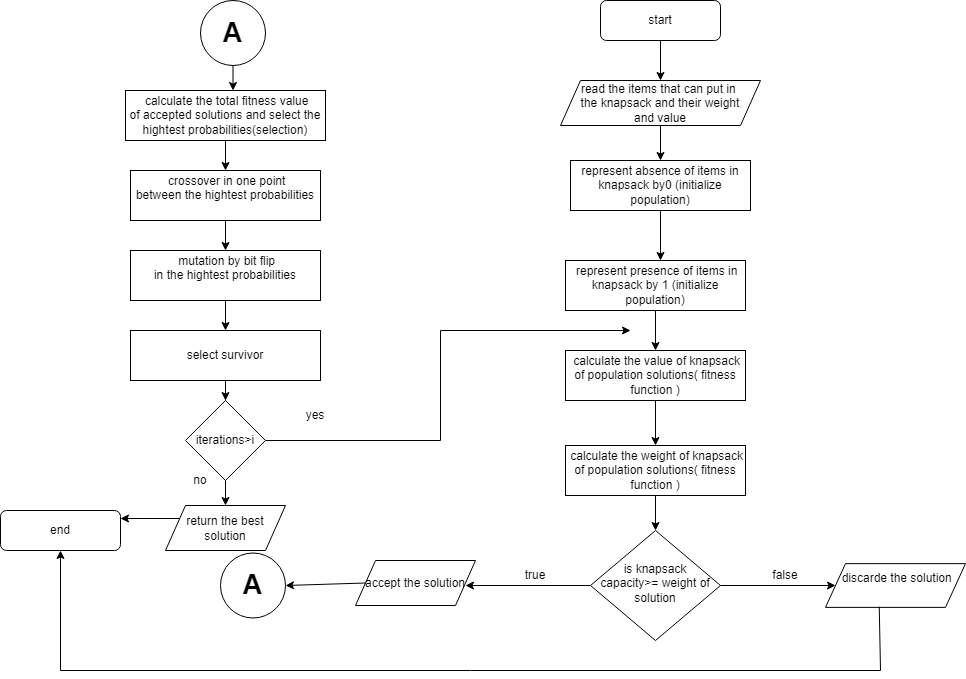 A
calculate the total fitness value
of accepted solutions and select the
highest probabilities(selection)
crossover in one point
between the highest probabilities
mutation by bit flip
in the highest probabilities
select survivor
iterations>i
yes
no
return the best
solution
end
start
read the items that can put in
the knapsack and their weight
and value
represent absence of items in
knapsack by0 (initialize
population)
represent presence of items in
knapsack by 1 (initialize
population)
calculate the value of knapsack
of population solutions( fitness
function )
calculate the weight of knapsack
of population solutions( fitness
function )
is knapsack
capacity>= weight of
solution
true
false
accept the solution
A
discarde the solution